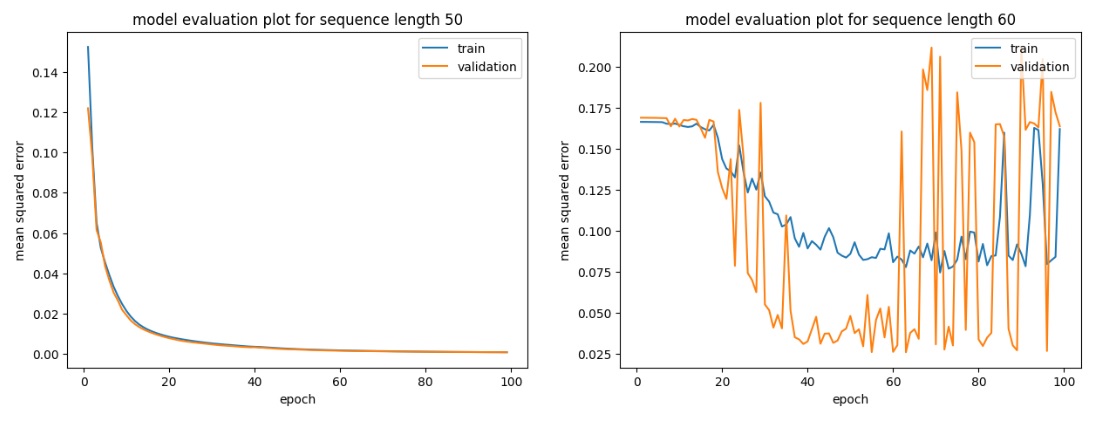 model evaluation plot for sequence length 50
train
validation
mean squared error
0.14
0.12
0.10
0.08
0.06
0.04
0.02
0.00
0 20 40 60 80 100
epoch
model evaluation plot for sequence length 60
train
validation
mean squared error
0.200
0.175
0.150
0.125
0.100
0.075
0.050
0.025
0 20 40 60 80 100
epoch